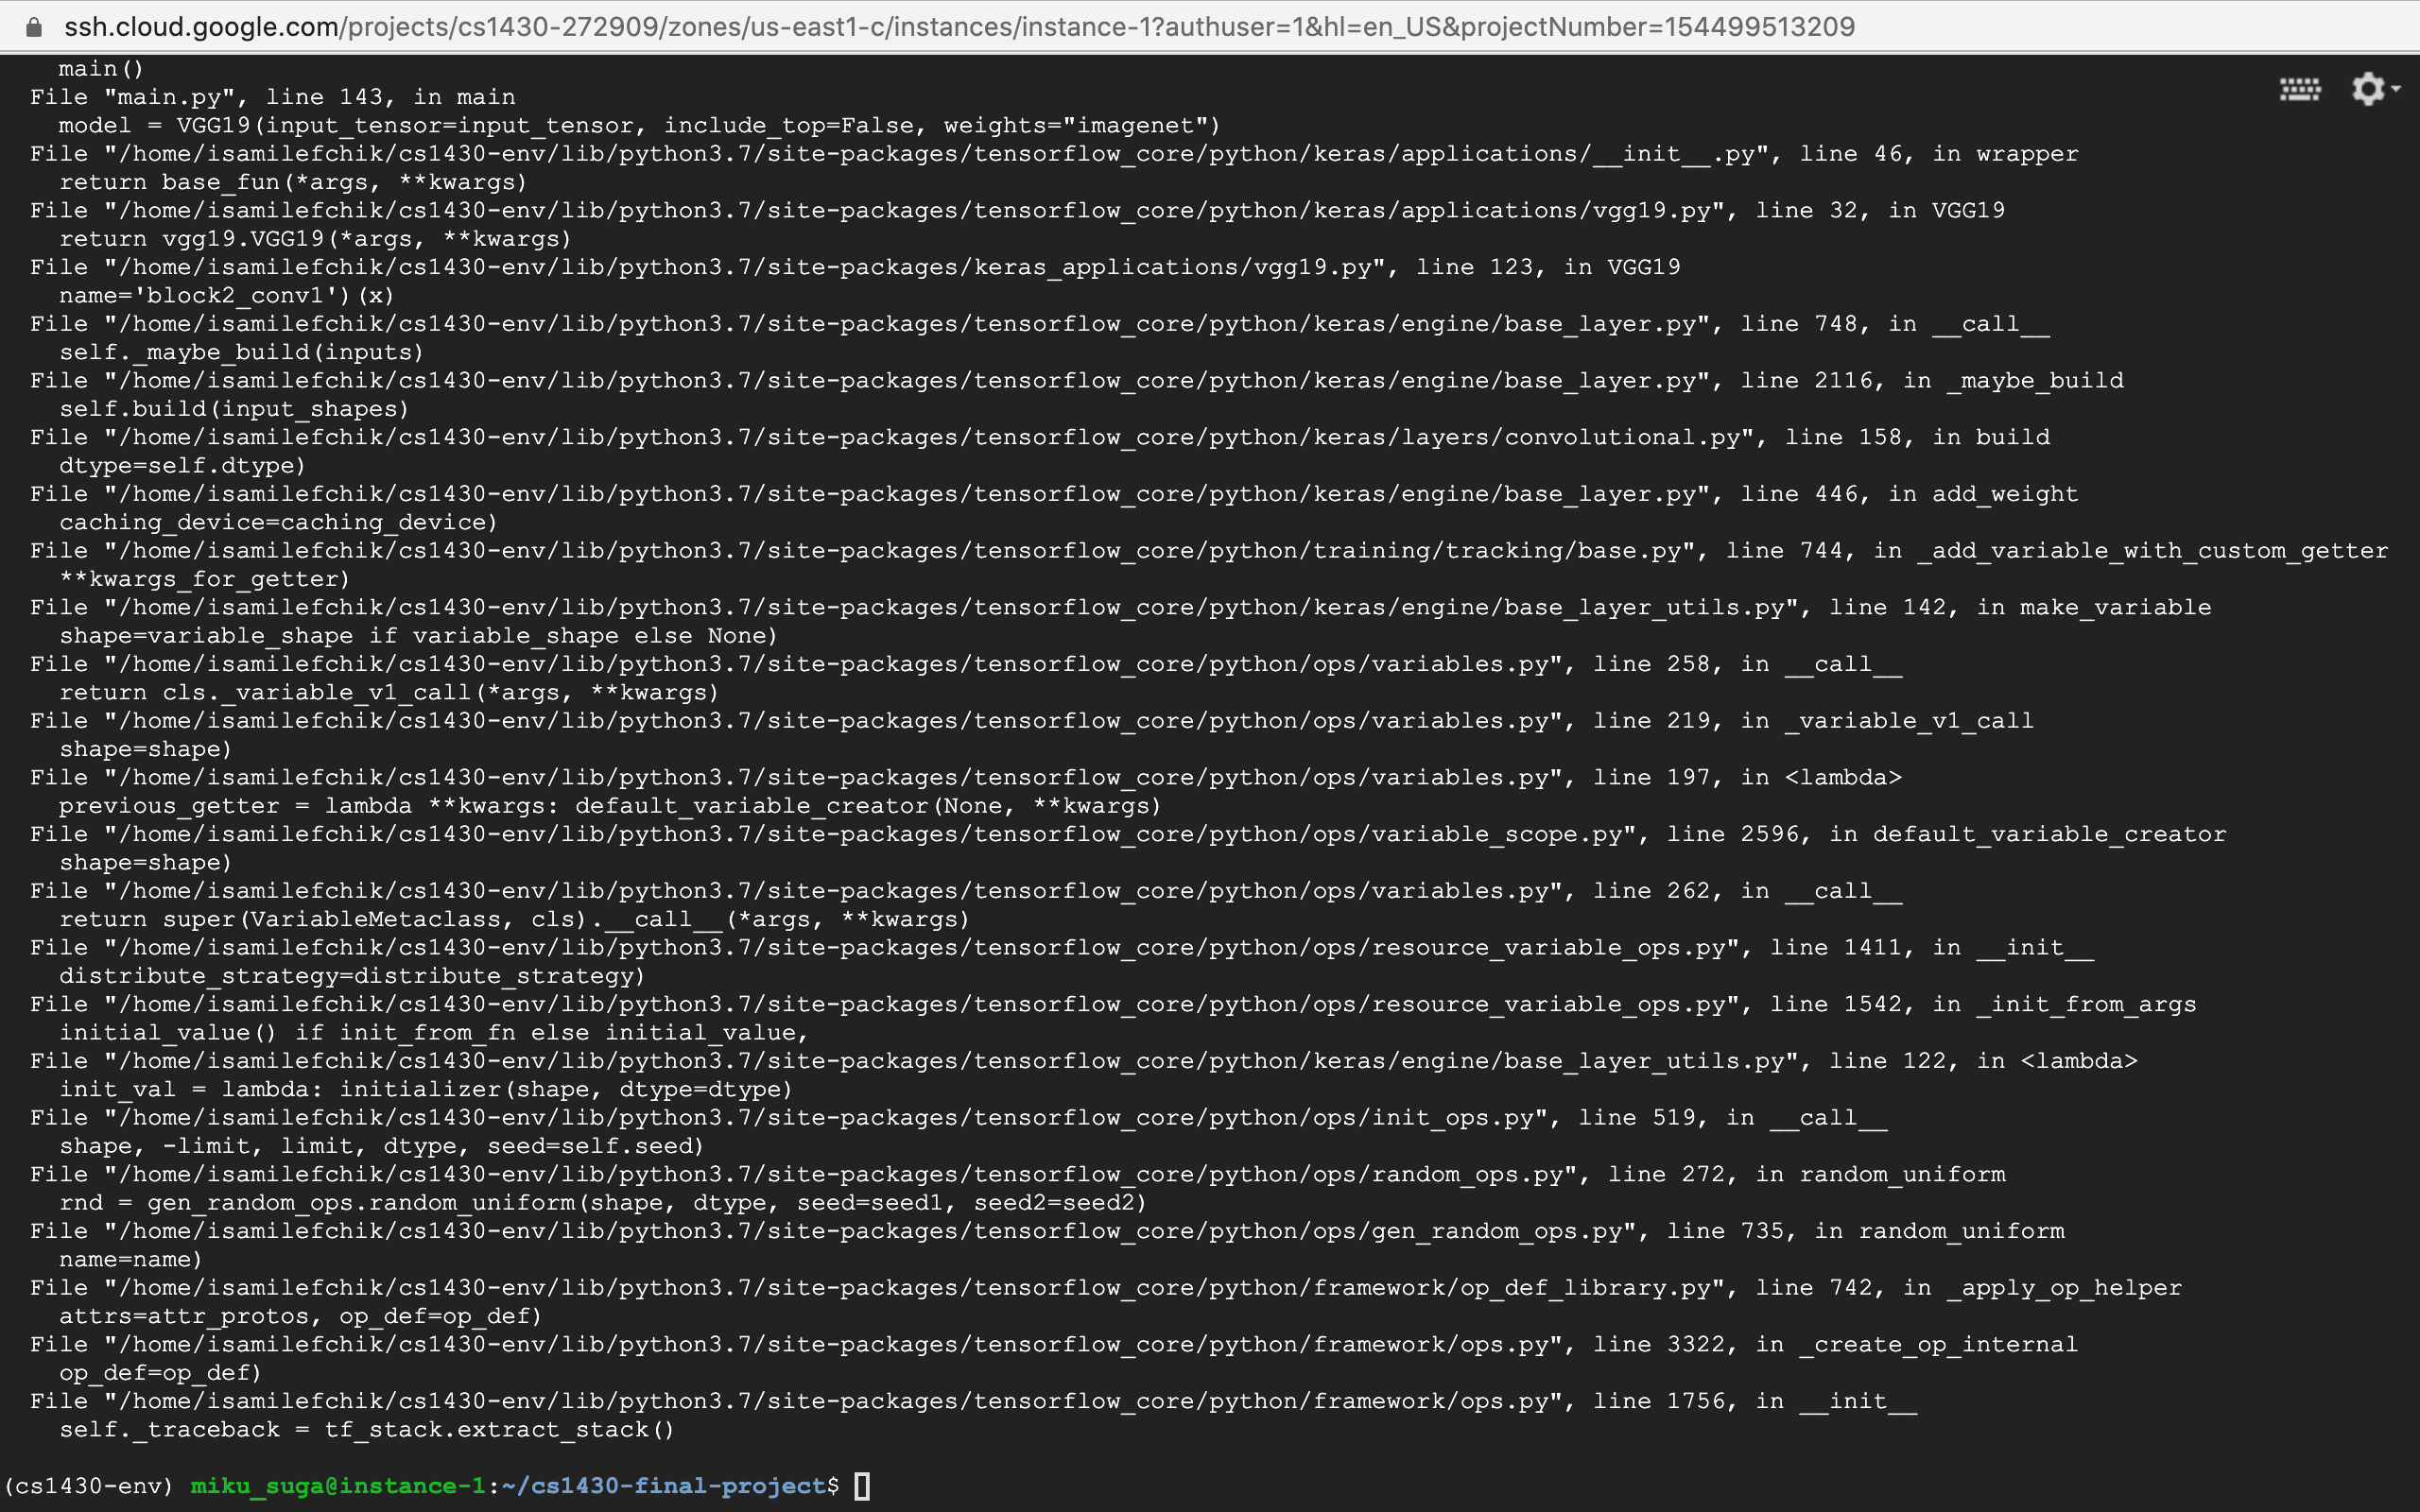 ssh.cloud.google.com/projects/cs1430-272909/zones/us-east1-c/instances/instance-1?authuser=1&hl=en_US&projectNumber=154499513209
    main()
  File "main.py", line 143, in main
    model = VGG19(input_tensor=input_tensor, include_top=False, weights="imagenet")
  File "/home/isamilefchik/cs1430-env/lib/python3.7/site-packages/tensorflow_core/python/keras/applications/__init__.py", line 46, in wrapper
    return base_fun(*args, **kwargs)
  File "/home/isamilefchik/cs1430-env/lib/python3.7/site-packages/tensorflow_core/python/keras/applications/vgg19.py", line 32, in VGG19
    return vgg19.VGG19(*args, **kwargs)
  File "/home/isamilefchik/cs1430-env/lib/python3.7/site-packages/keras_applications/vgg19.py", line 123, in VGG19
    name='block2_conv1')(x)
  File "/home/isamilefchik/cs1430-env/lib/python3.7/site-packages/tensorflow_core/python/keras/engine/base_layer.py", line 748, in __call__
    self._maybe_build(inputs)
  File "/home/isamilefchik/cs1430-env/lib/python3.7/site-packages/tensorflow_core/python/keras/engine/base_layer.py", line 2116, in _maybe_build
    self.build(input_shapes)
  File "/home/isamilefchik/cs1430-env/lib/python3.7/site-packages/tensorflow_core/python/keras/layers/convolutional.py", line 158, in build
    dtype=self.dtype)
  File "/home/isamilefchik/cs1430-env/lib/python3.7/site-packages/tensorflow_core/python/keras/engine/base_layer.py", line 446, in add_weight
    caching_device=caching_device)
  File "/home/isamilefchik/cs1430-env/lib/python3.7/site-packages/tensorflow_core/python/training/tracking/base.py", line 744, in _add_variable_with_custom_getter
    **kwargs_for_getter)
  File "/home/isamilefchik/cs1430-env/lib/python3.7/site-packages/tensorflow_core/python/keras/engine/base_layer_utils.py", line 142, in make_variable
    shape=variable_shape if variable_shape else None)
  File "/home/isamilefchik/cs1430-env/lib/python3.7/site-packages/tensorflow_core/python/ops/variables.py", line 258, in __call__
    return cls._variable_v1_call(*args, **kwargs)
  File "/home/isamilefchik/cs1430-env/lib/python3.7/site-packages/tensorflow_core/python/ops/variables.py", line 219, in _variable_v1_call
    shape=shape)
  File "/home/isamilefchik/cs1430-env/lib/python3.7/site-packages/tensorflow_core/python/ops/variables.py", line 197, in <lambda>
    previous_getter = lambda **kwargs: default_variable_creator(None, **kwargs)
  File "/home/isamilefchik/cs1430-env/lib/python3.7/site-packages/tensorflow_core/python/ops/variable_scope.py", line 2596, in default_variable_creator
    shape=shape)
  File "/home/isamilefchik/cs1430-env/lib/python3.7/site-packages/tensorflow_core/python/ops/variables.py", line 262, in __call__
    return super(VariableMetaclass, cls).__call__(*args, **kwargs)
  File "/home/isamilefchik/cs1430-env/lib/python3.7/site-packages/tensorflow_core/python/ops/resource_variable_ops.py", line 1411, in __init__
    distribute_strategy=distribute_strategy)
  File "/home/isamilefchik/cs1430-env/lib/python3.7/site-packages/tensorflow_core/python/ops/resource_variable_ops.py", line 1542, in _init_from_args
    initial_value() if init_from_fn else initial_value,
  File "/home/isamilefchik/cs1430-env/lib/python3.7/site-packages/tensorflow_core/python/keras/engine/base_layer_utils.py", line 122, in <lambda>
    init_val = lambda: initializer(shape, dtype=dtype)
  File "/home/isamilefchik/cs1430-env/lib/python3.7/site-packages/tensorflow_core/python/ops/init_ops.py", line 519, in __call__
    shape, -limit, limit, dtype, seed=self.seed)
  File "/home/isamilefchik/cs1430-env/lib/python3.7/site-packages/tensorflow_core/python/ops/random_ops.py", line 272, in random_uniform
    rnd = gen_random_ops.random_uniform(shape, dtype, seed=seed1, seed2=seed2)
  File "/home/isamilefchik/cs1430-env/lib/python3.7/site-packages/tensorflow_core/python/ops/gen_random_ops.py", line 735, in random_uniform
    name=name)
  File "/home/isamilefchik/cs1430-env/lib/python3.7/site-packages/tensorflow_core/python/framework/op_def_library.py", line 742, in _apply_op_helper
    attrs=attr_protos, op_def=op_def)
  File "/home/isamilefchik/cs1430-env/lib/python3.7/site-packages/tensorflow_core/python/framework/ops.py", line 3322, in _create_op_internal
    op_def=op_def)
  File "/home/isamilefchik/cs1430-env/lib/python3.7/site-packages/tensorflow_core/python/framework/ops.py", line 1756, in __init__
    self._traceback = tf_stack.extract_stack()
(cs1430-env) miku_suga@instance-1:~/cs1430-final-project$